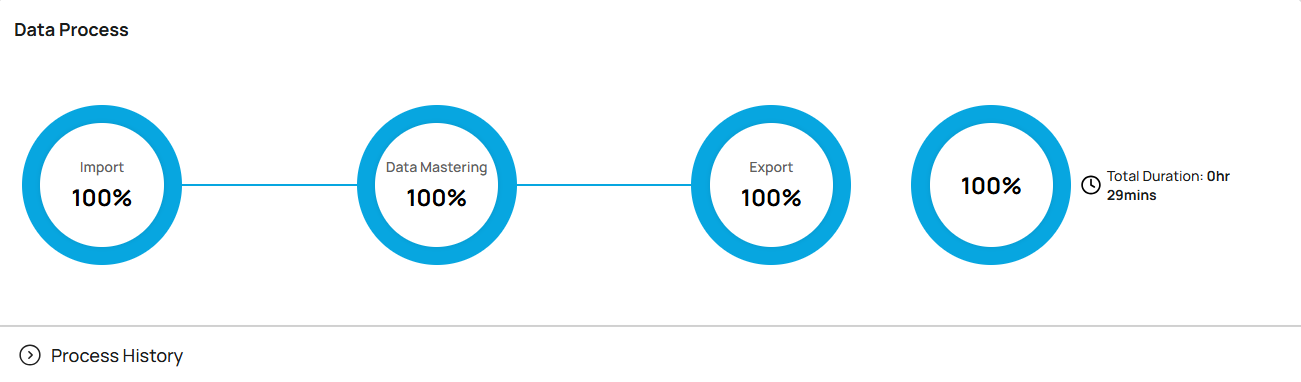 Data Process
Import
100%
Data Mastering
100%
Export
100%
100%
Total Duration: 0hr
29mins
Process History